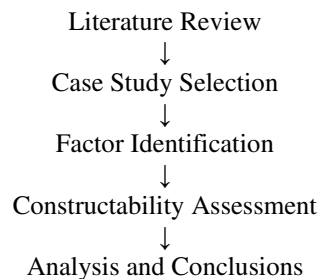 Literature Review
↓
Case Study Selection
↓
Factor Identification
↓
Constructability Assessment
↓
Analysis and Conclusions